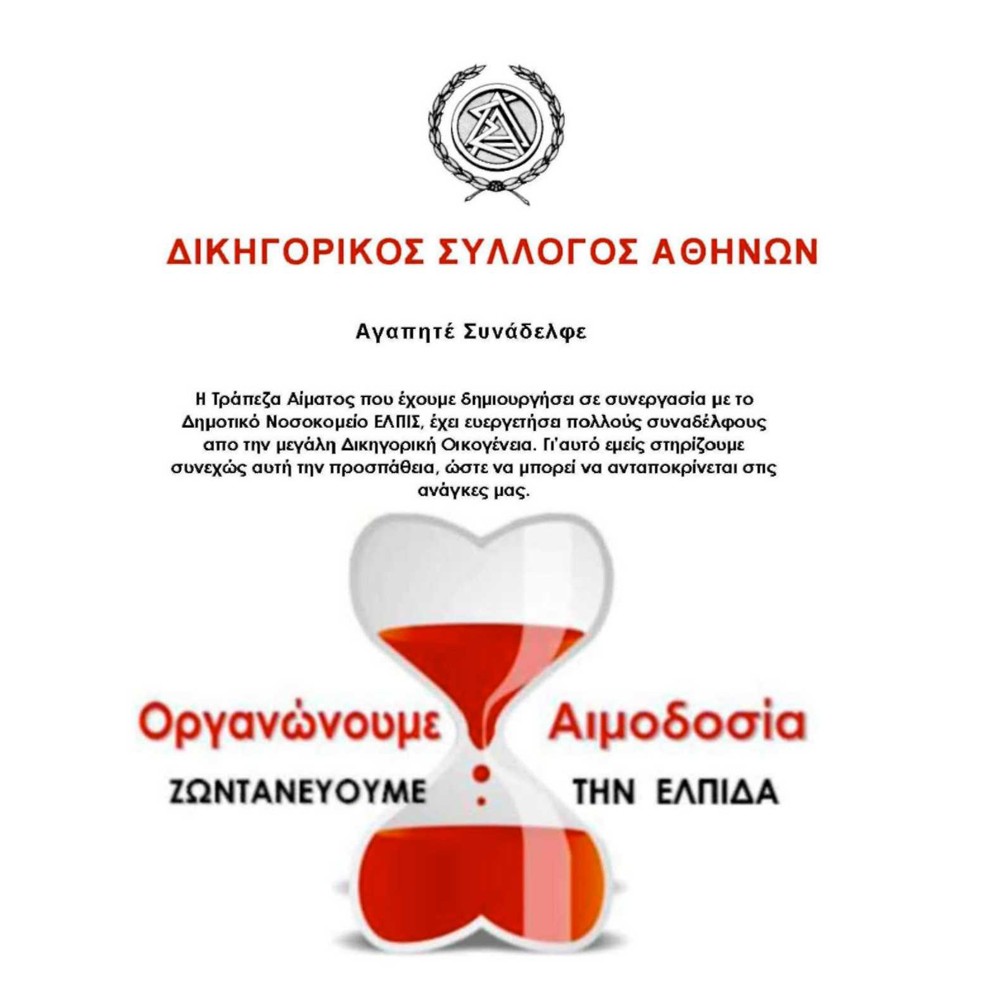 ΔΙΚΗΓΟΡΙΚΟΣ ΣΥΛΛΟΓΟΣ ΑΘΗΝΩΝ
Αγαπητέ Συνάδελφε
Η Τράπεζα Αίματος που έχουμε δημιουργήσει σε συνεργασία με το
Δημοτικό Νοσοκομείο ΕΛΠΙΣ, έχει ευεργετήσει πολλούς συναδέλφους
απο την μεγάλη Δικηγορική Οικογένεια. Γι'αυτό εμείς στηρίζουμε
συνεχώς αυτή την προσπάθεια, ώστε να μπορεί να ανταποκρίνεται στις
ανάγκες μας.
Οργανώνουμε Αιμοδοσία
ΖΩΝΤΑΝΕΥΟΥΜΕ ΤΗΝ ΕΛΠΙΔΑ